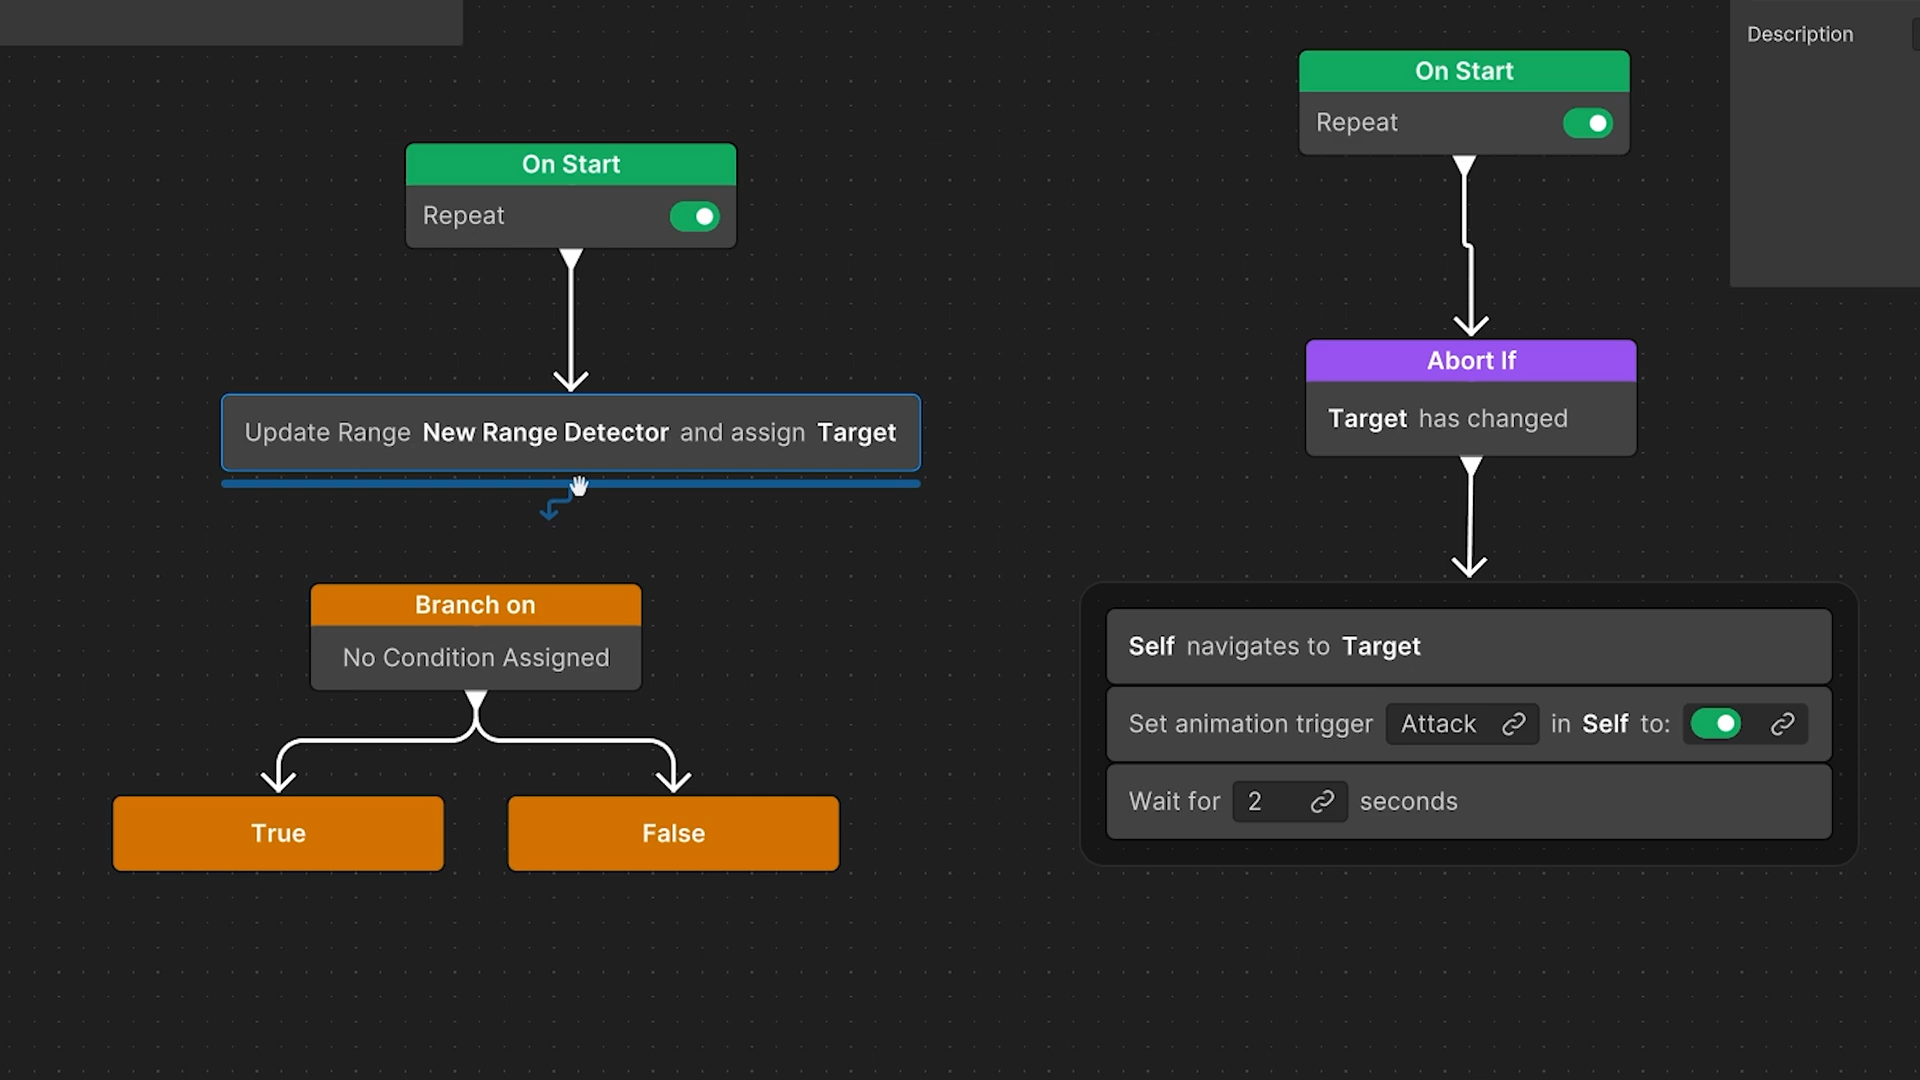 Description
On Start
Repeat
On Start
Repeat
Update Range New Range Detector and assign Target
Branch on
No Condition Assigned
True
False
Abort If
Target has changed
Self navigates to Target
Set animation trigger Attack in Self to:
Wait for 2 seconds